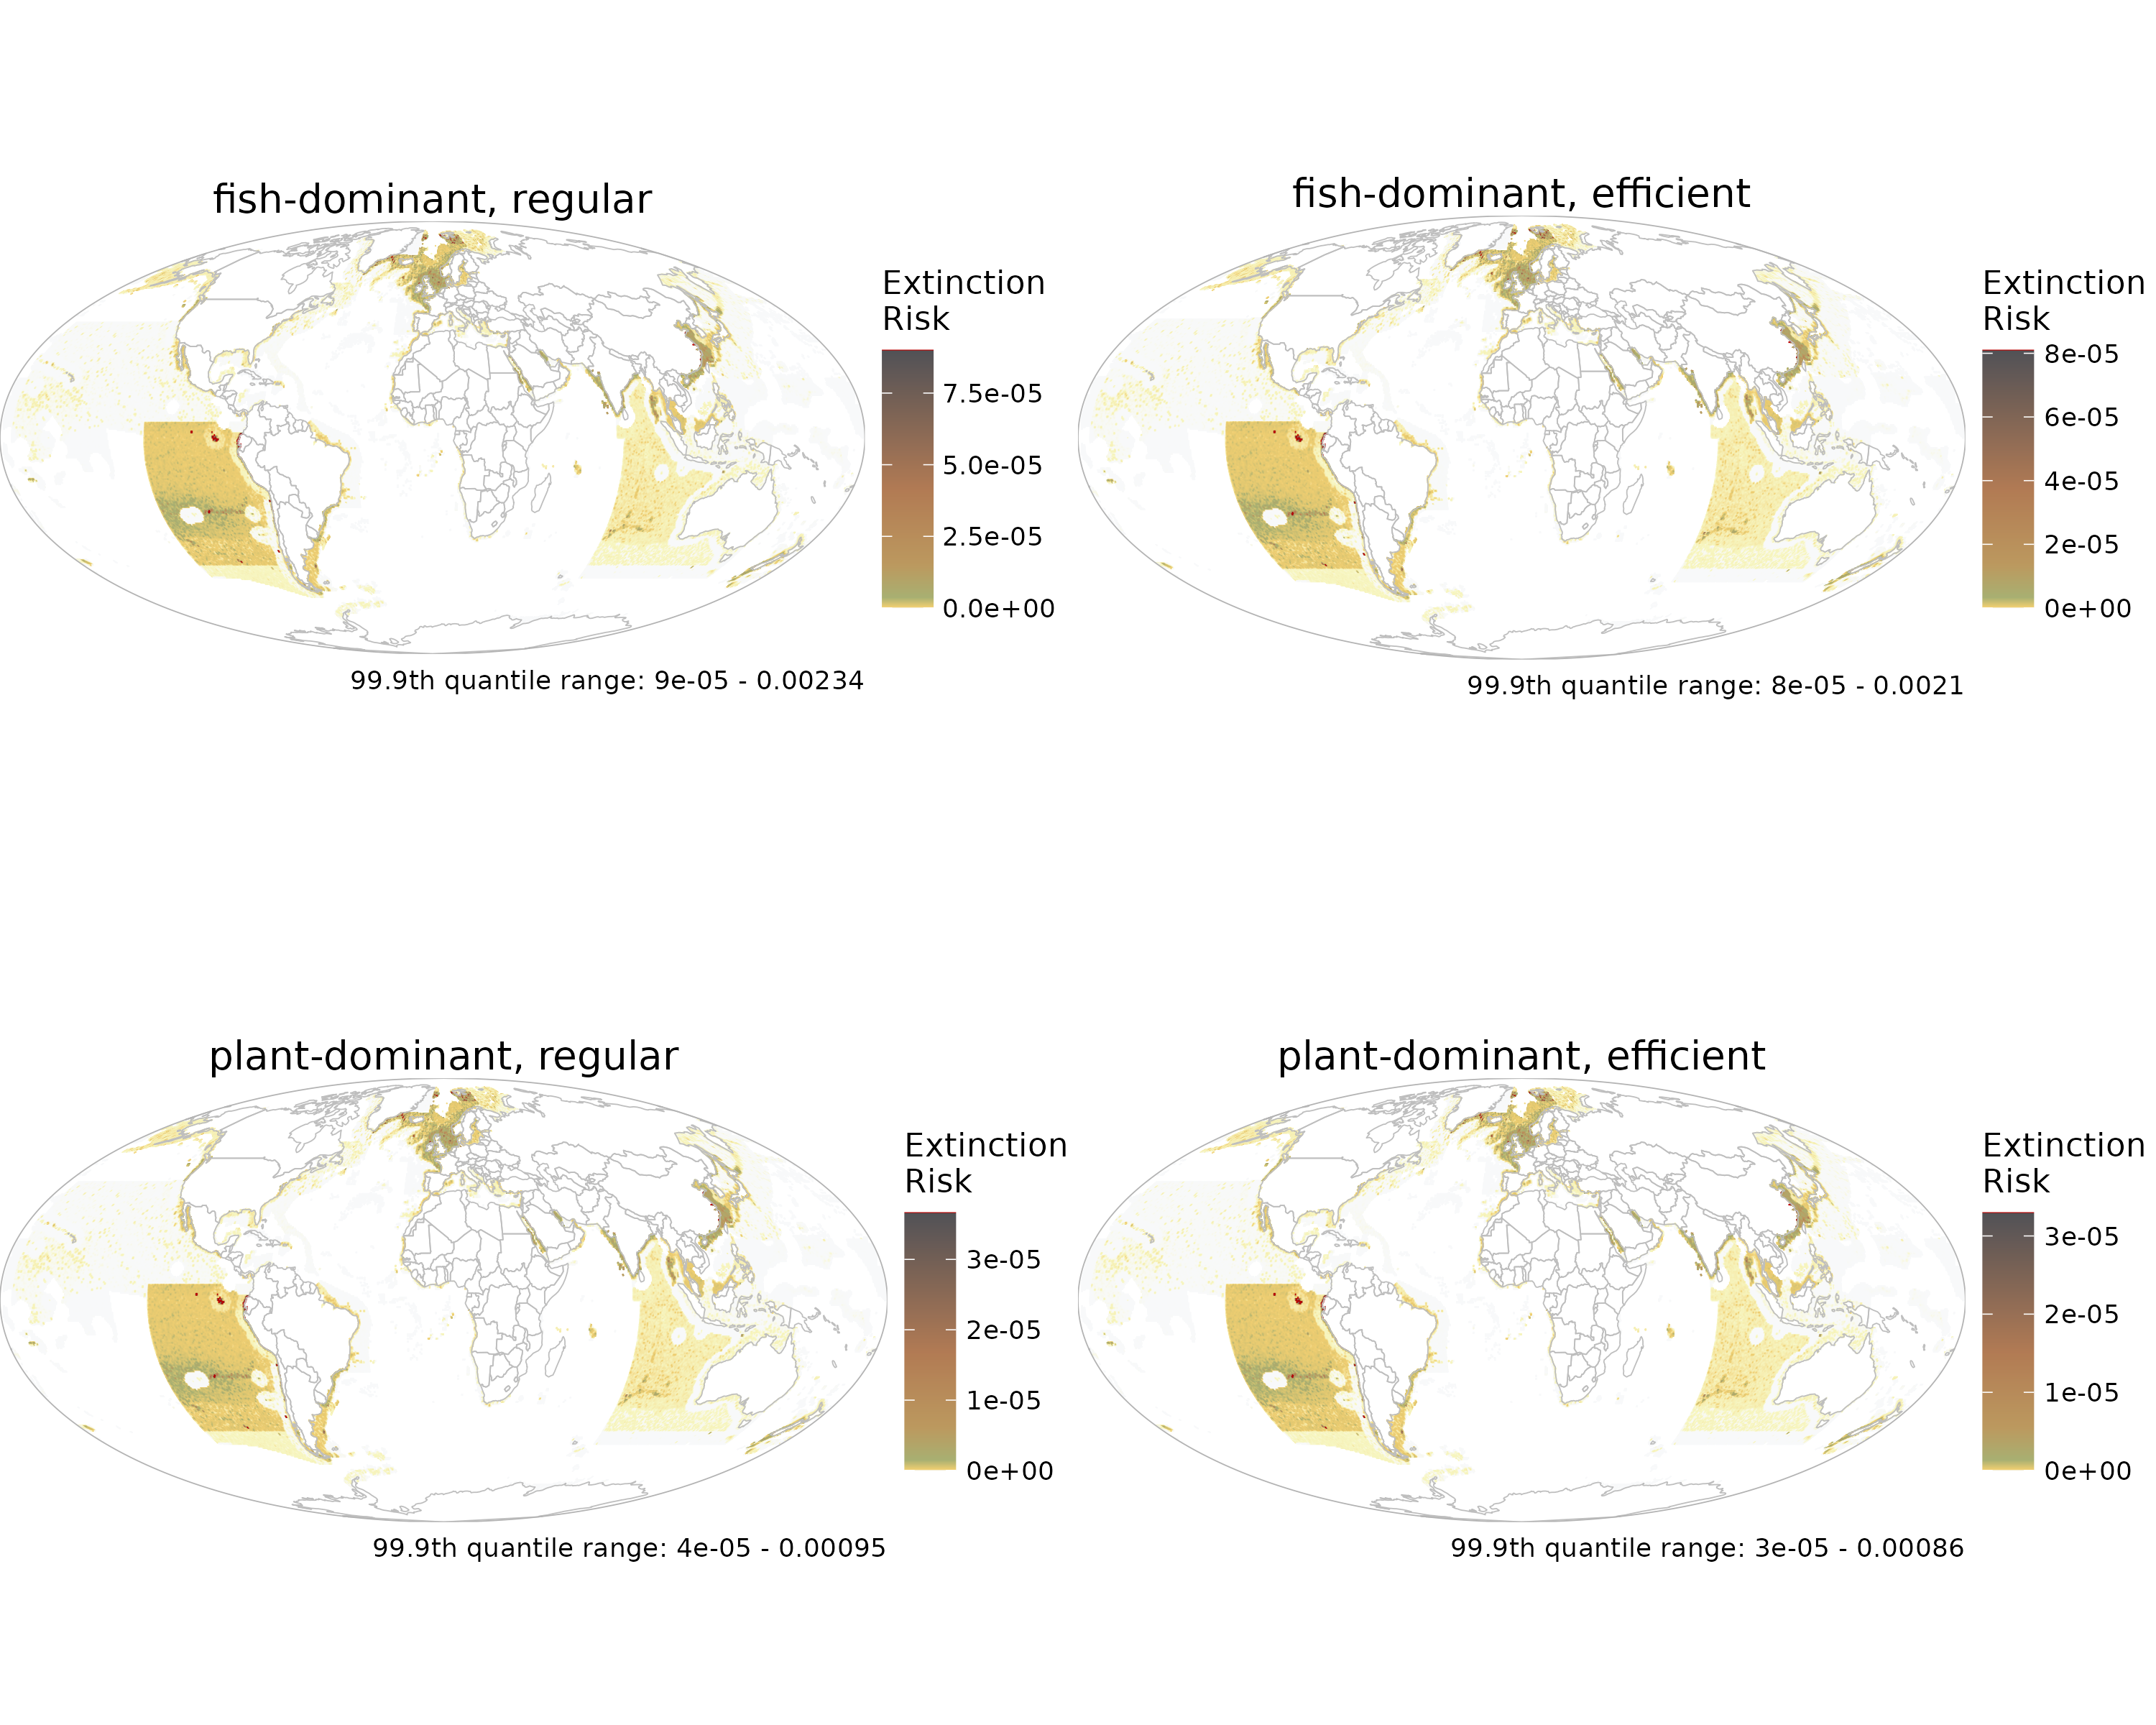 fish-dominant, regular
Extinction
Risk
7.5e-05
5.0e-05
2.5e-05
0.0e+00
99.9th quantile range: 9e-05 - 0.00234
fish-dominant, efficient
Extinction
Risk
8e-05
6e-05
4e-05
2e-05
0e+00
99.9th quantile range: 8e-05 - 0.0021
plant-dominant, regular
Extinction
Risk
3e-05
2e-05
1e-05
0e+00
99.9th quantile range: 4e-05 - 0.00095
plant-dominant, efficient
Extinction
Risk
3e-05
2e-05
1e-05
0e+00
99.9th quantile range: 3e-05 - 0.00086